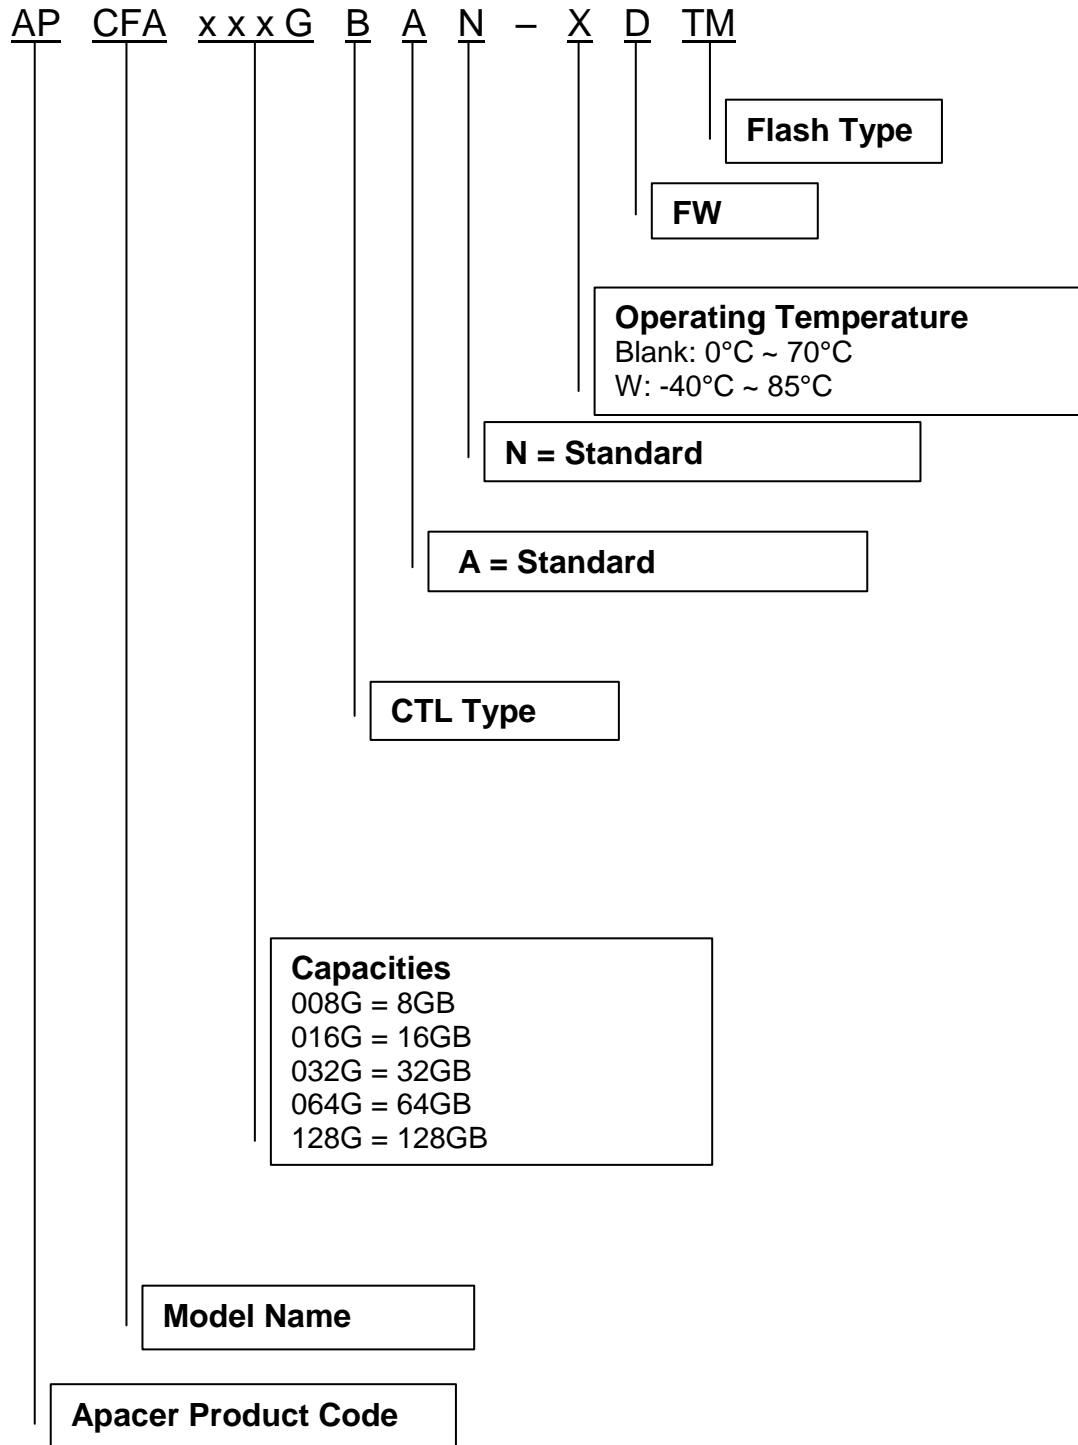 AP CFA x x x G B A N – X D TM
Flash Type
FW
Operating Temperature
Blank: 0°C ~ 70°C
W: -40°C ~ 85°C
N = Standard
A = Standard
CTL Type
Capacities
008G = 8GB
016G = 16GB
032G = 32GB
064G = 64GB
128G = 128GB
Model Name
Apacer Product Code